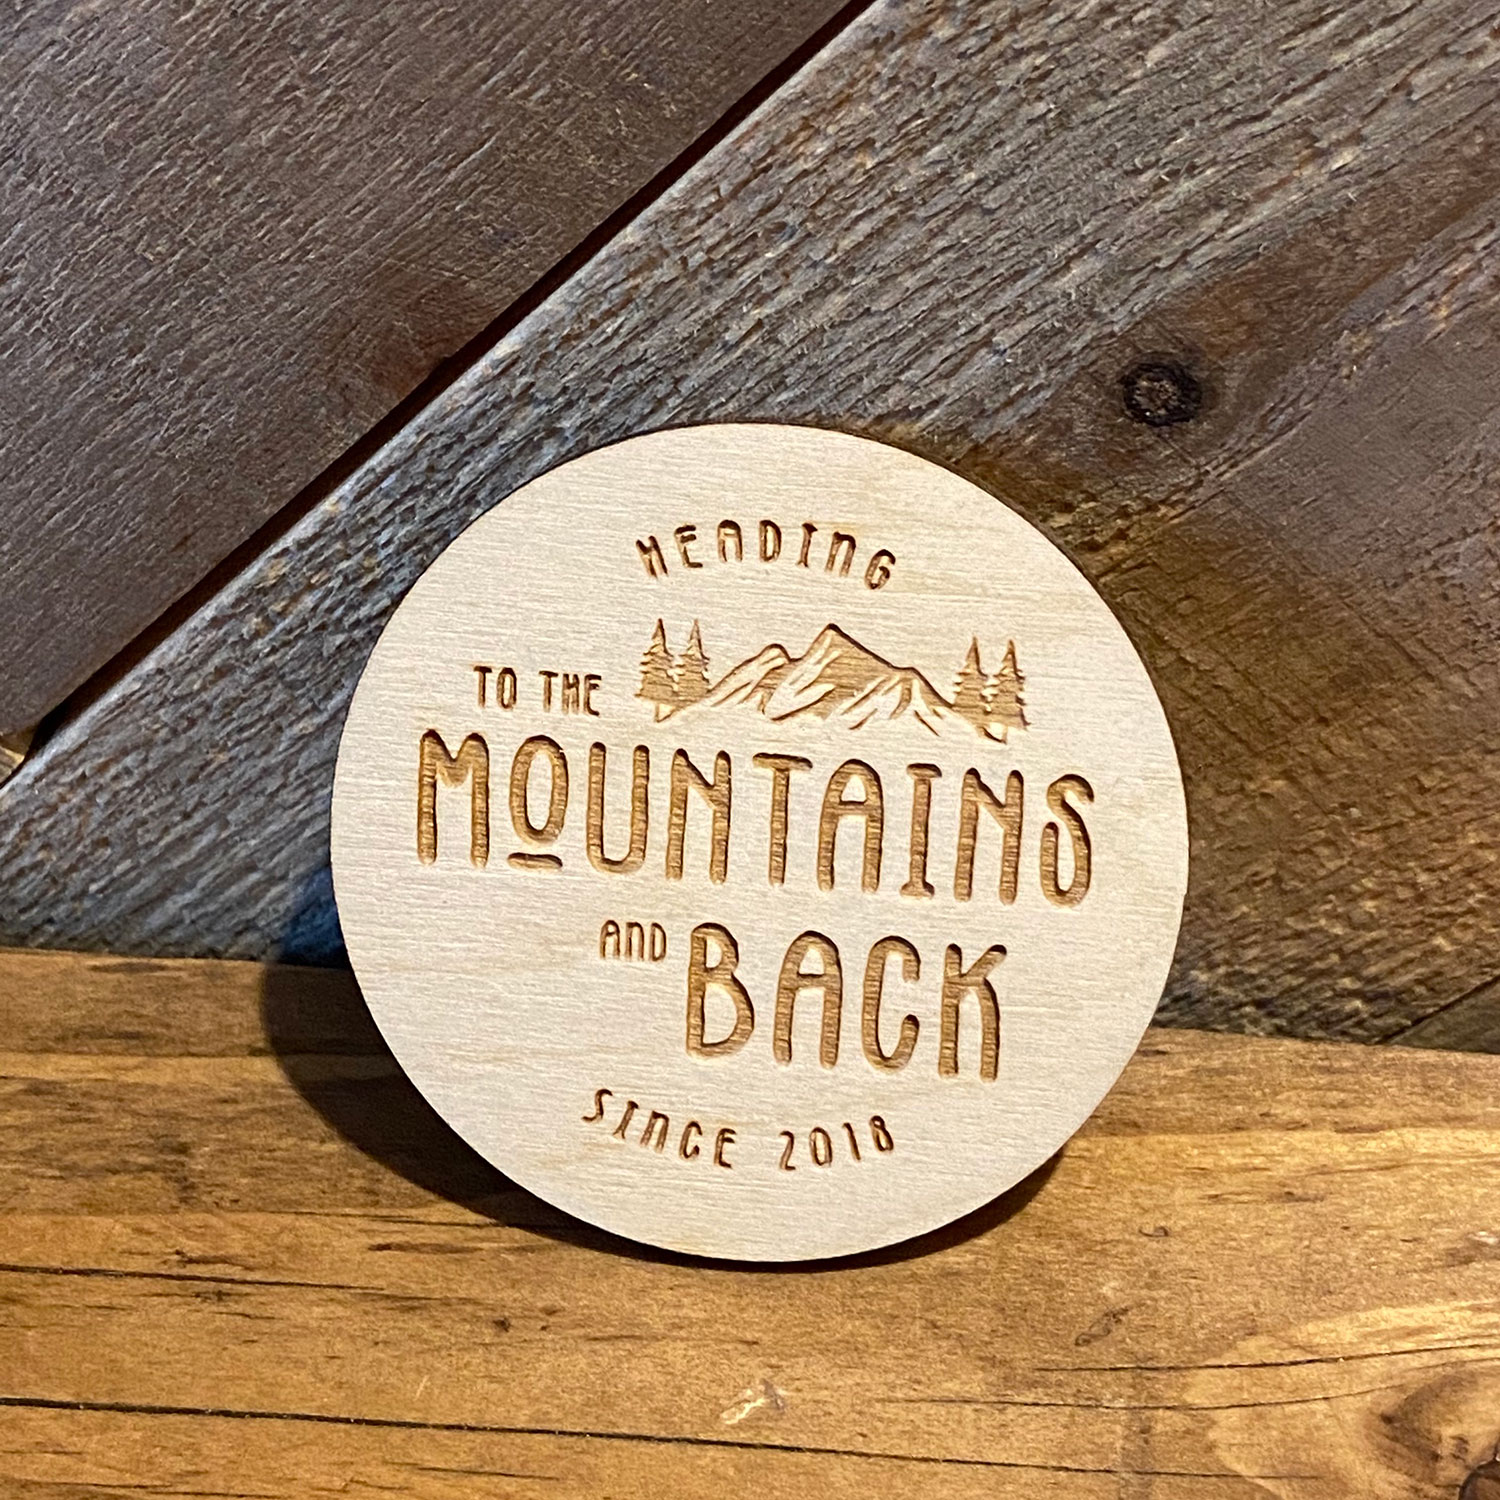 HEADING
TO THE
MOUNTAINS
AND BACK
SINCE 2018